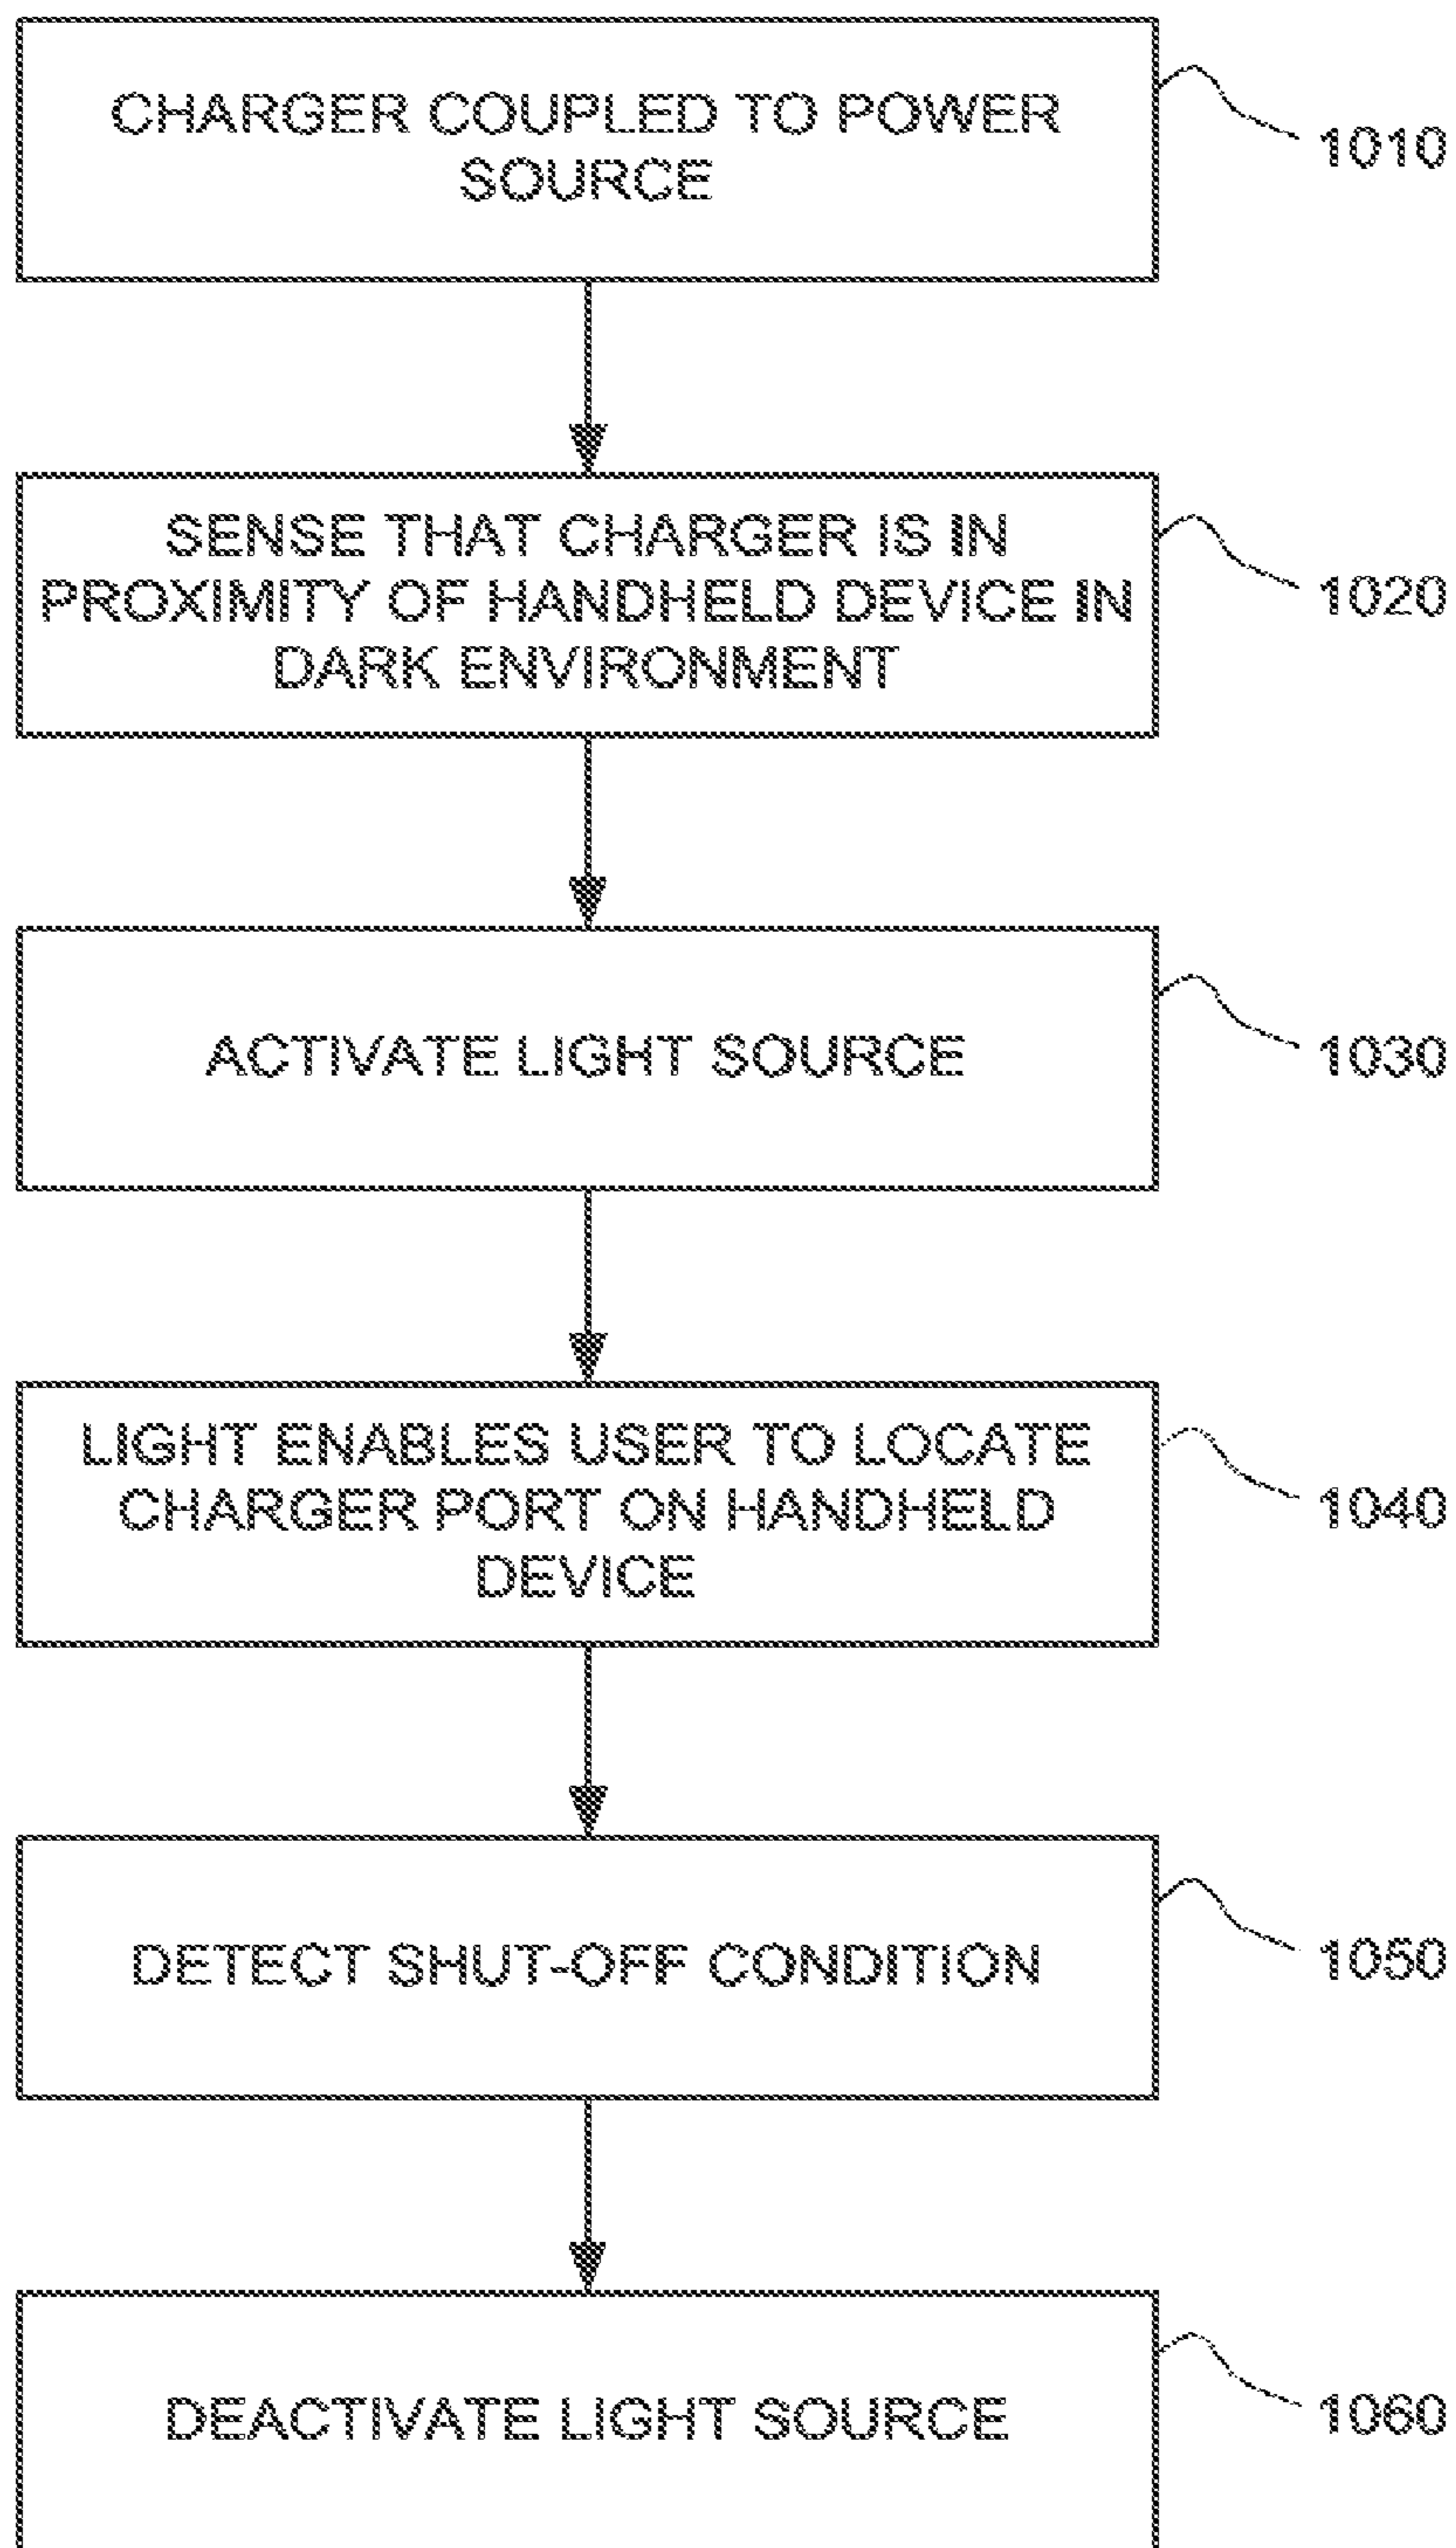 CHARGER COUPLED TO POWER
SOURCE
1010
SENSE THAT CHARGER IS IN
PROXIMITY OF HANDHELD DEVICE IN
DARK ENVIRONMENT
1020
ACTIVATE LIGHT SOURCE
1030
LIGHT ENABLES USER TO LOCATE
CHARGER PORT ON HANDHELD
DEVICE
1040
DETECT SHUT-OFF CONDITION
1050
DEACTIVATE LIGHT SOURCE
1060